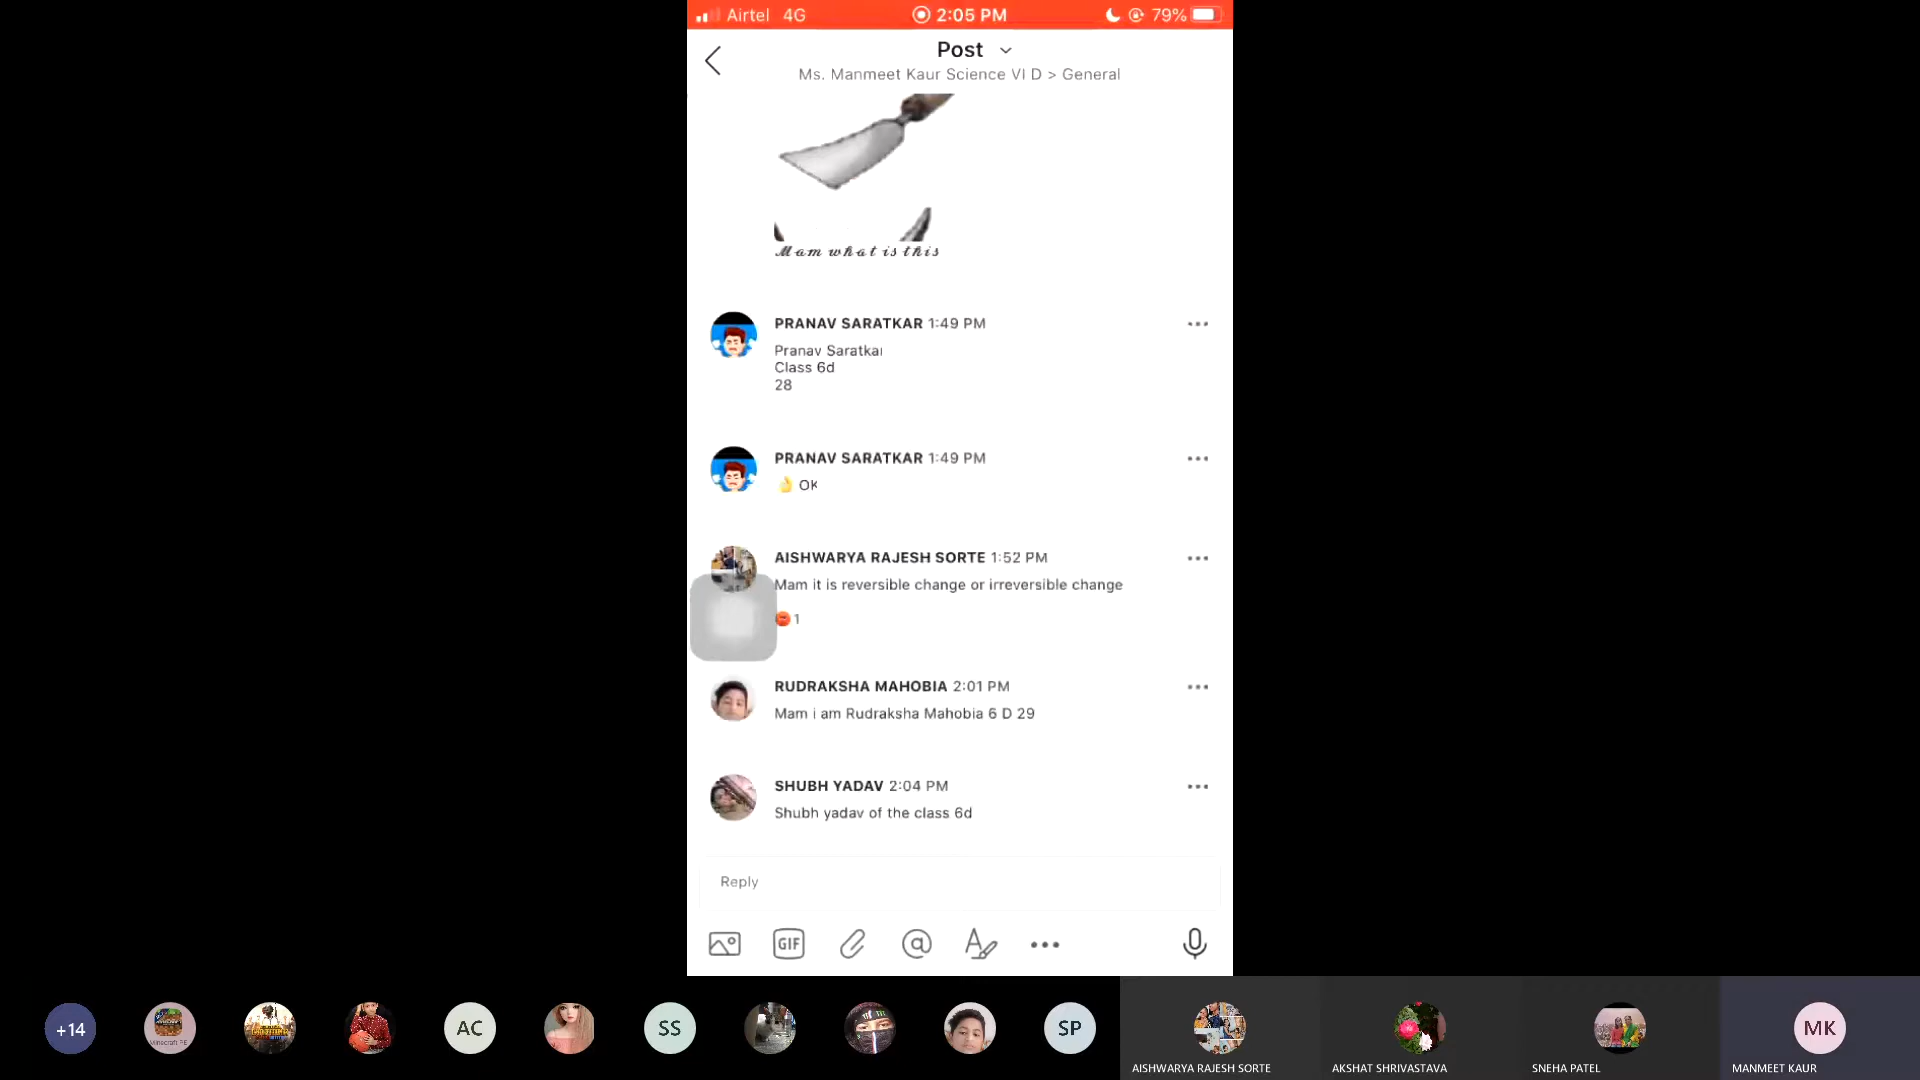 Airtel 4G 2:05 PM 79%
Post
Ms. Manmeet Kaur Science VI D > General
Mam what is this
PRANAV SARATKAR 1:49 PM
Pranav Saratkar
Class 6d
28
PRANAV SARATKAR 1:49 PM
👌 OK
AISHWARYA RAJESH SORTE 1:52 PM
Mam it is reversible change or irreversible change
1
RUDRAKSHA MAHOBIA 2:01 PM
Mam i am Rudraksha Mahobia 6 D 29
SHUBH YADAV 2:04 PM
Shubh yadav of the class 6d
Reply
GIF
+14 Minecraft PE AC SS SP MK
AISHWARYA RAJESH SORTE AKSHAT SHRIVASTAVA SNEHA PATEL MANMEET KAUR